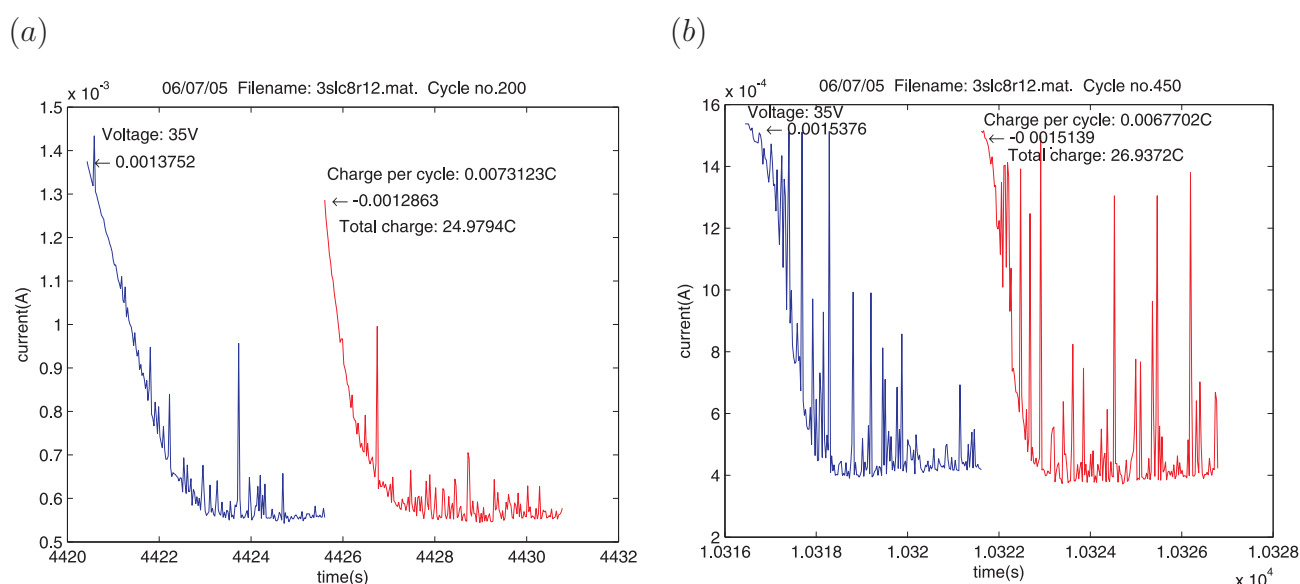 (a)
06/07/05 Filename: 3slc8r12.mat. Cycle no.200
x 10⁻³
1.5
1.4
1.3
1.2
1.1
1
0.9
0.8
0.7
0.6
0.5
current(A)
Voltage: 35V
← 0.0013752
Charge per cycle: 0.0073123C
← -0.0012863
Total charge: 24.9794C
4420
4422
4424
4426
4428
4430
4432
time(s)
(b)
06/07/05 Filename: 3slc8r12.mat. Cycle no.450
x 10⁻⁴
16
14
12
10
8
6
4
2
current(A)
Voltage: 35V
← 0.0015376
Charge per cycle: 0.0067702C
← -0.0015139
Total charge: 26.9372C
1.0316
1.0318
1.032
1.0322
1.0324
1.0326
1.0328
time(s)
x 10⁴